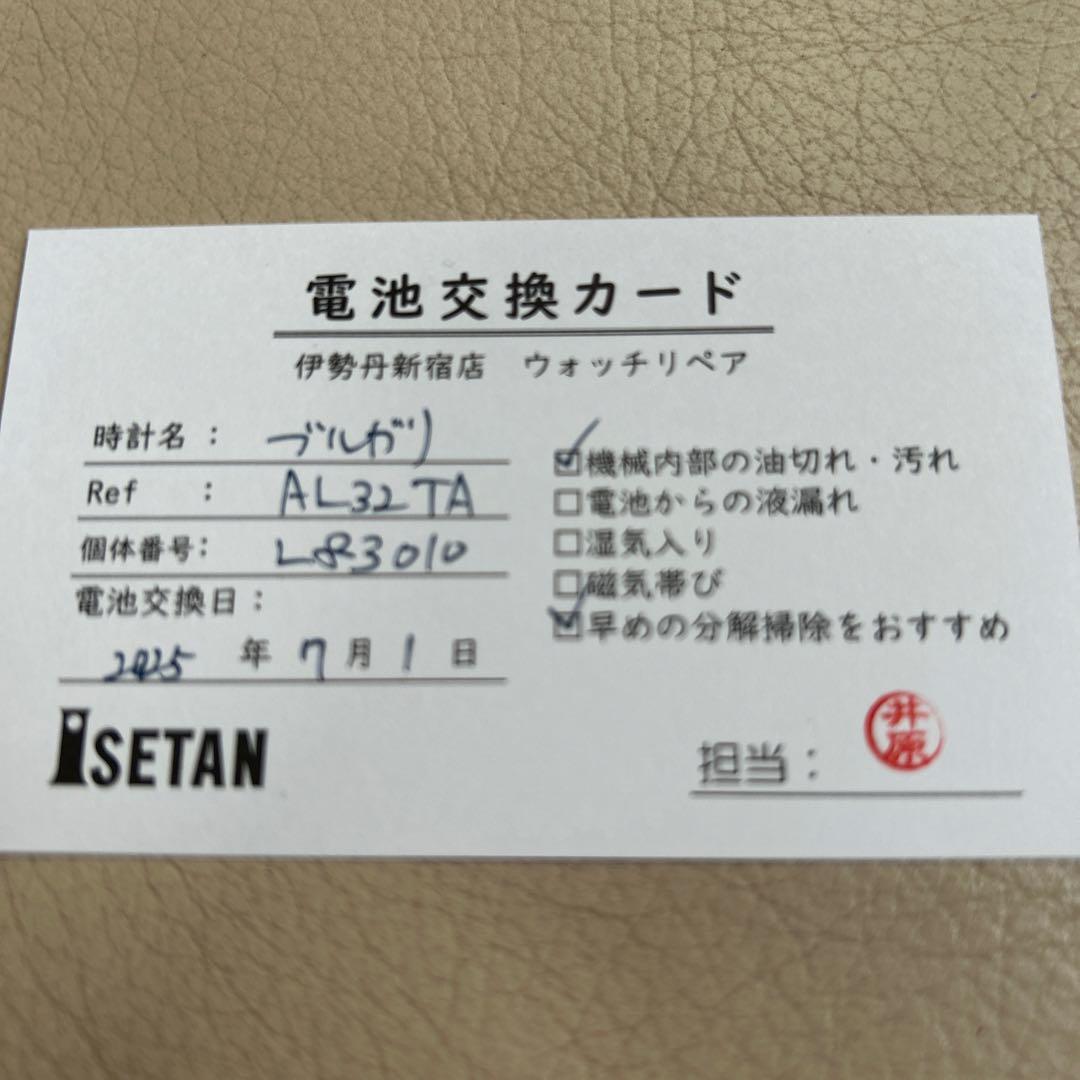 電池交換カード
伊勢丹新宿店 ウォッチリペア
時計名 : ブルガリ
Ref : AL32TA
個体番号: L83010
電池交換日:
2025 年 7 月 1 日
☑機械内部の油切れ・汚れ
☐電池からの液漏れ
☐湿気入り
☐磁気帯び
☑早めの分解掃除をおすすめ
ISETAN
担当: 井原